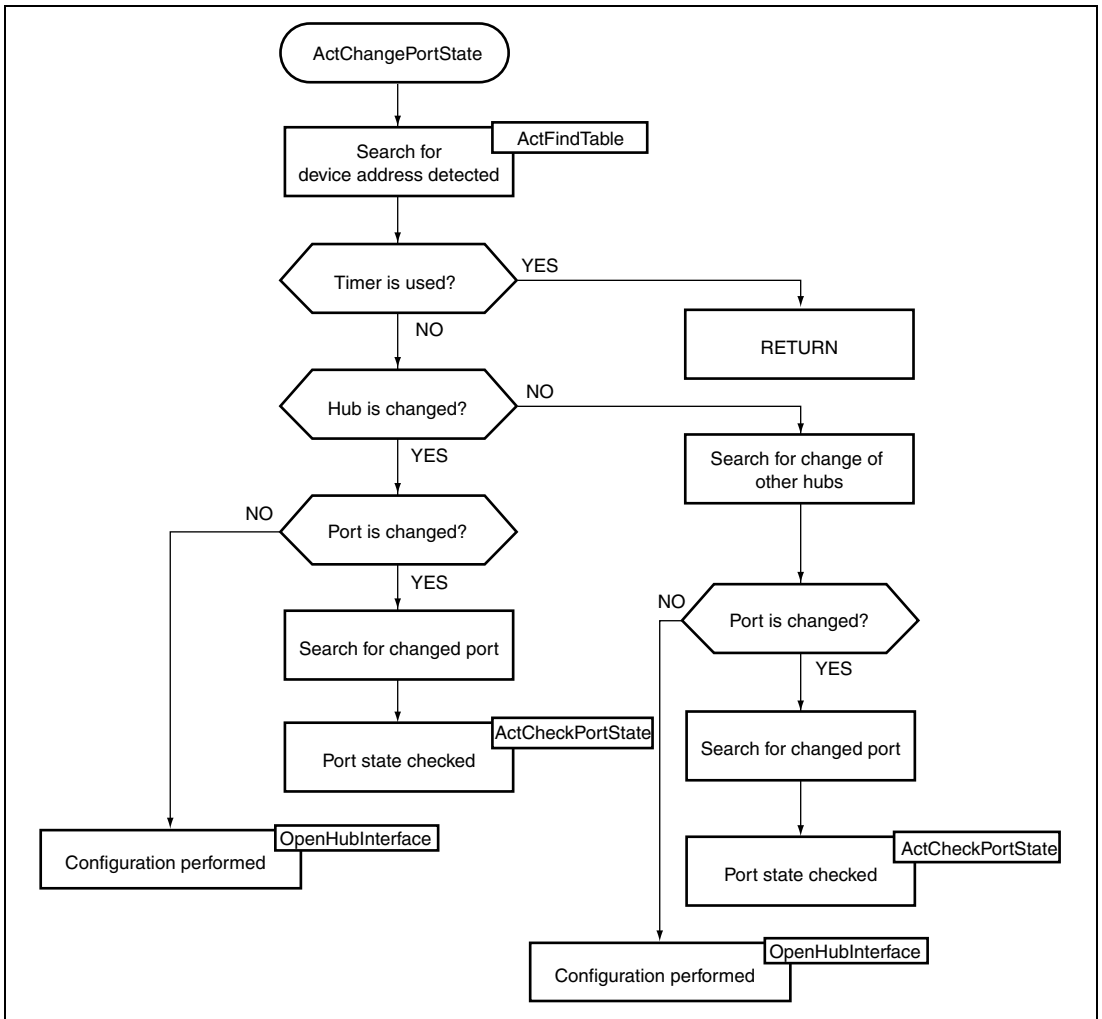 ActChangePortState
ActFindTable
Search for
device address detected
Timer is used?
YES
NO
RETURN
Hub is changed?
NO
YES
Search for change of
other hubs
NO
Port is changed?
YES
NO
Port is changed?
YES
Search for changed port
ActCheckPortState
Port state checked
Search for changed port
OpenHubInterface
Configuration performed
ActCheckPortState
Port state checked
OpenHubInterface
Configuration performed